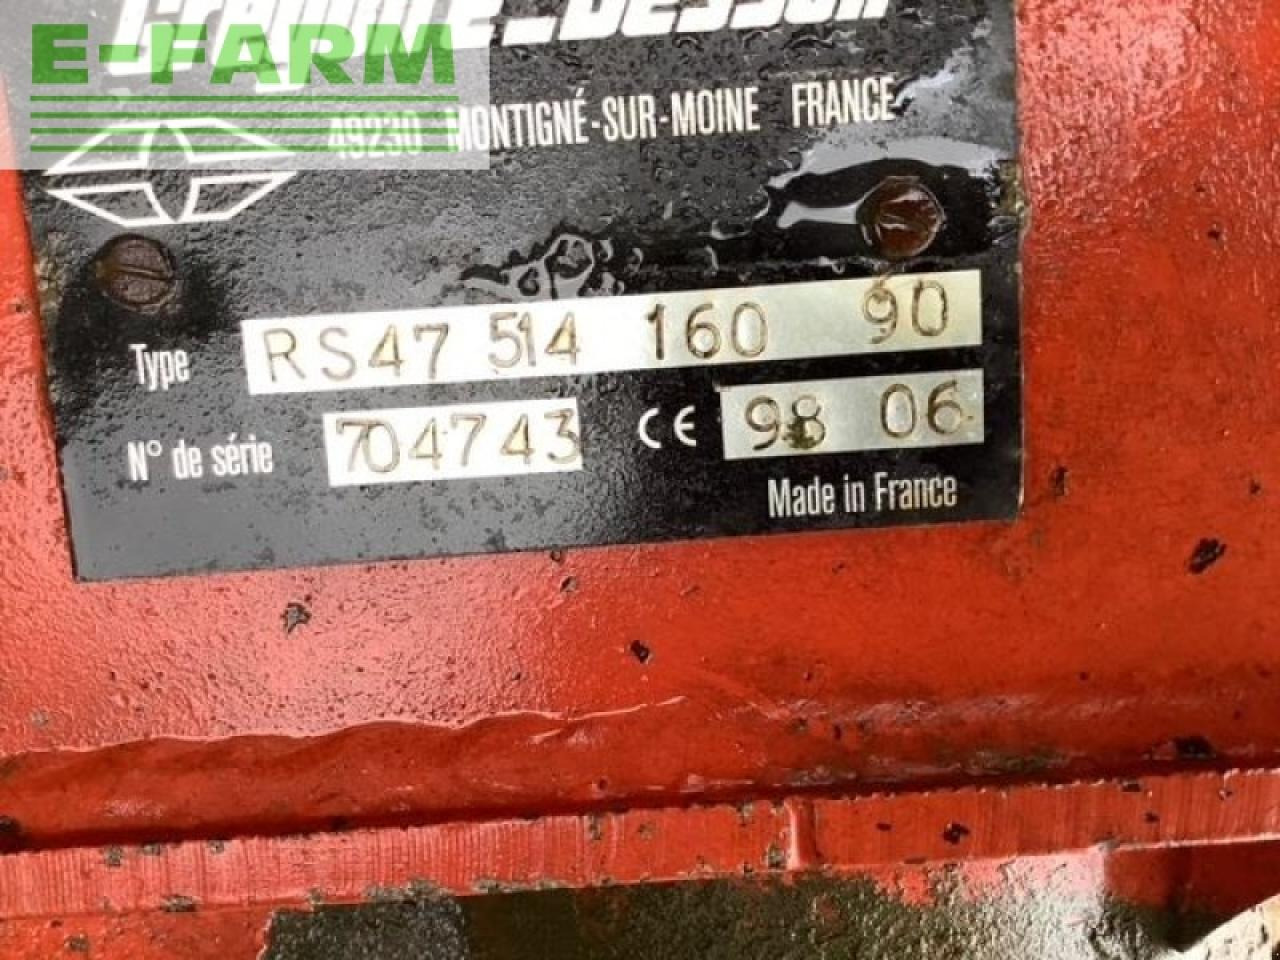 Grégoire_Besson
E-FARM
49230 MONTIGNÉ-SUR-MOINE FRANCE
Type RS47 514 160 90
N° de série 704743 CE 98 06
Made in France